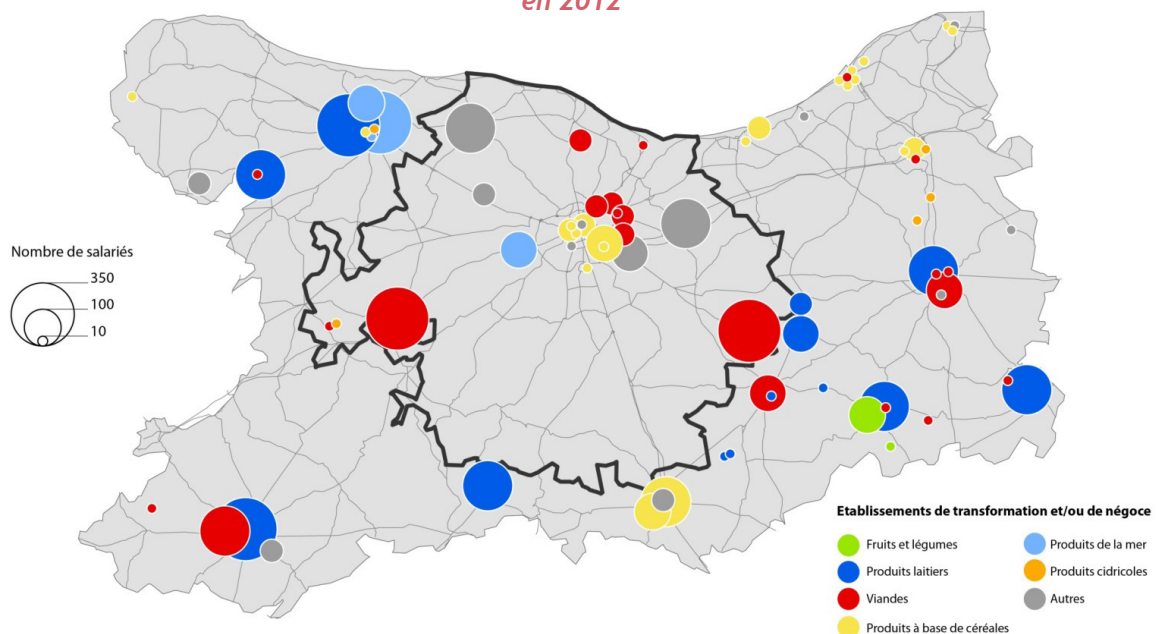 en 2012
Nombre de salariés
350
100
10
Etablissements de transformation et/ou de négoce
Fruits et légumes
Produits de la mer
Produits laitiers
Produits cidricoles
Viandes
Autres
Produits à base de céréales